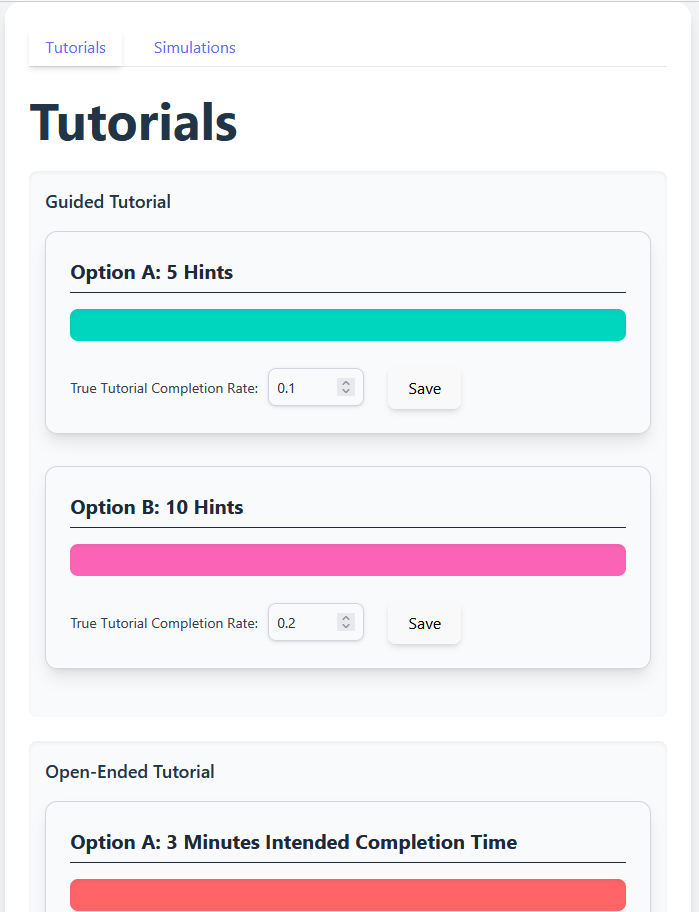 Tutorials Simulations
Tutorials
Guided Tutorial
Option A: 5 Hints
True Tutorial Completion Rate: 0.1 Save
Option B: 10 Hints
True Tutorial Completion Rate: 0.2 Save
Open-Ended Tutorial
Option A: 3 Minutes Intended Completion Time